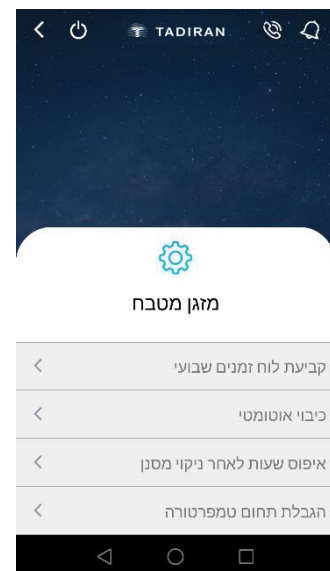 TADIRAN
מזגן מטבח
קביעת לוח זמנים שבועי
כיבוי אוטומטי
איפוס שעות לאחר ניקוי מסנן
הגבלת תחום טמפרטורה